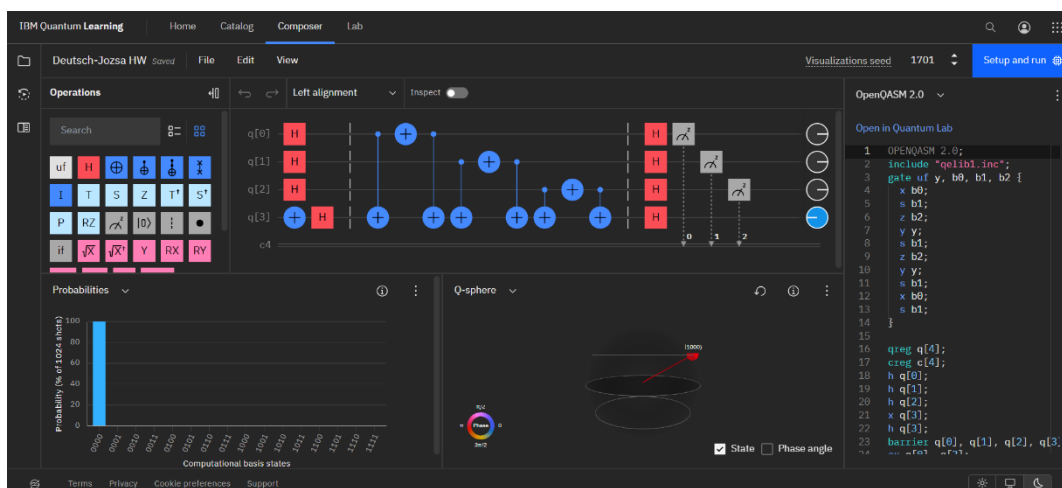 IBM Quantum Learning Home Catalog Composer Lab
Deutsch-Jozsa HW Saved File Edit View Visualizations seed 1701 Setup and run
Operations Left alignment Inspect
Search
uf H
I T S Z T† S†
P RZ |0⟩
if √X √X† Y RX RY
q[0] H H z
q[1] H H z
q[2] H H z
q[3] H H
c4 0 1 2
Probabilities
Probability (% of 1024 shots)
100
80
60
40
20
0
0000 0001 0010 0011 0100 0101 0110 0111 1000 1001 1010 1011 1100 1101 1110 1111
Computational basis states
Q-sphere
|1000⟩
π/2
π Phase 0
3π/2
State Phase angle
OpenQASM 2.0
Open in Quantum Lab
1 OPENQASM 2.0;
2 include "qelib1.inc";
3 gate uf y, b0, b1, b2 {
4 x b0;
5 s b1;
6 z b2;
7 y y;
8 s b1;
9 z b2;
10 y y;
11 s b1;
12 x b0;
13 s b1;
14 }
15
16 qreg q[4];
17 creg c[4];
18 h q[0];
19 h q[1];
20 h q[2];
21 x q[3];
22 h q[3];
23 barrier q[0], q[1], q[2], q[3
Terms Privacy Cookie preferences Support